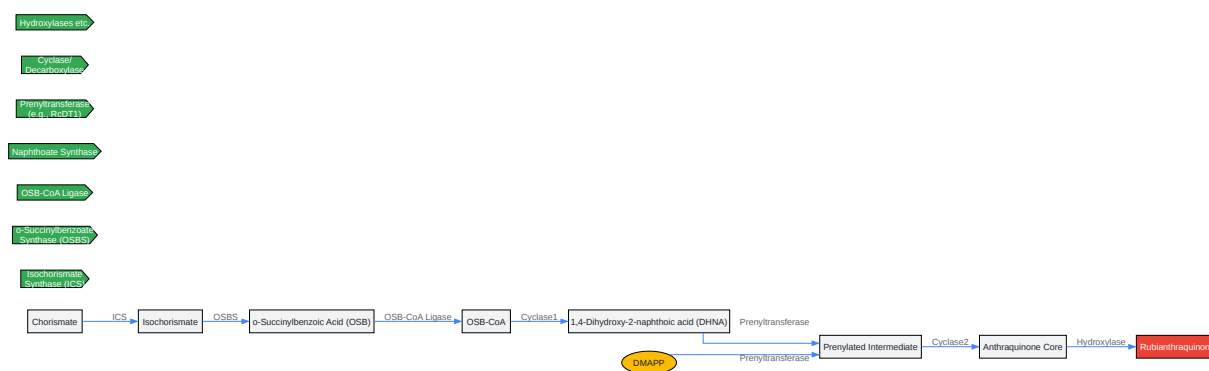 Hydroxylases etc.
Cyclase/
Decarboxylase
Prenyltransferase
(e.g., RcDT1)
Naphthoate Synthase
OSB-CoA Ligase
o-Succinylbenzoate
Synthase (OSBS)
Isochorismate
Synthase (ICS)
Chorismate ICS Isochorismate OSBS o-Succinylbenzoic Acid (OSB) OSB-CoA Ligase OSB-CoA Cyclase1 1,4-Dihydroxy-2-naphthoic acid (DHNA) Prenyltransferase
Prenylated Intermediate Cyclase2 Anthraquinone Core Hydroxylase Rubianthraquinon
DMAPP Prenyltransferase